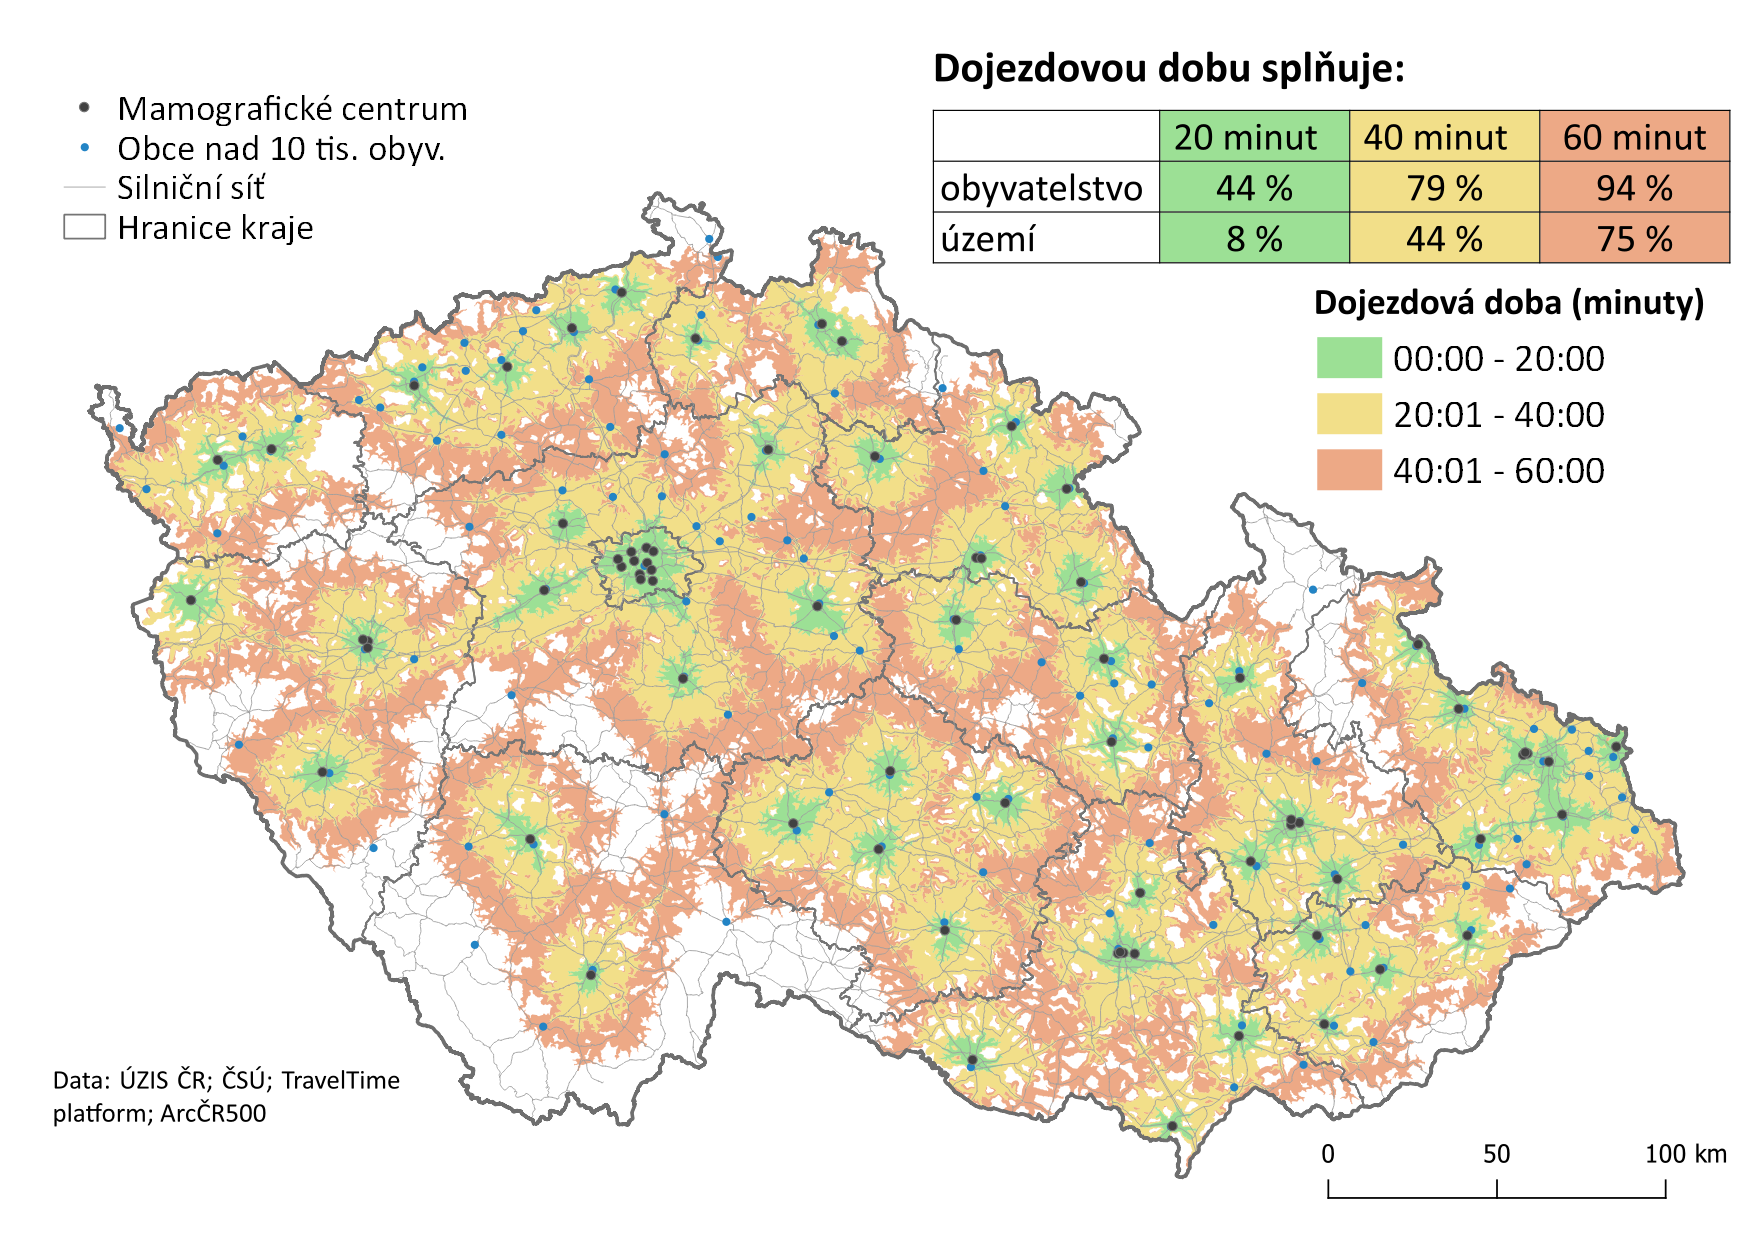 Dojezdovou dobu splňuje:
20 minut 40 minut 60 minut
obyvatelstvo 44 % 79 % 94 %
území 8 % 44 % 75 %
Mamografické centrum
Obce nad 10 tis. obyv.
Silniční síť
Hranice kraje
Dojezdová doba (minuty)
00:00 - 20:00
20:01 - 40:00
40:01 - 60:00
Data: ÚZIS ČR; ČSÚ; TravelTime
platform; ArcČR500
0 50 100 km